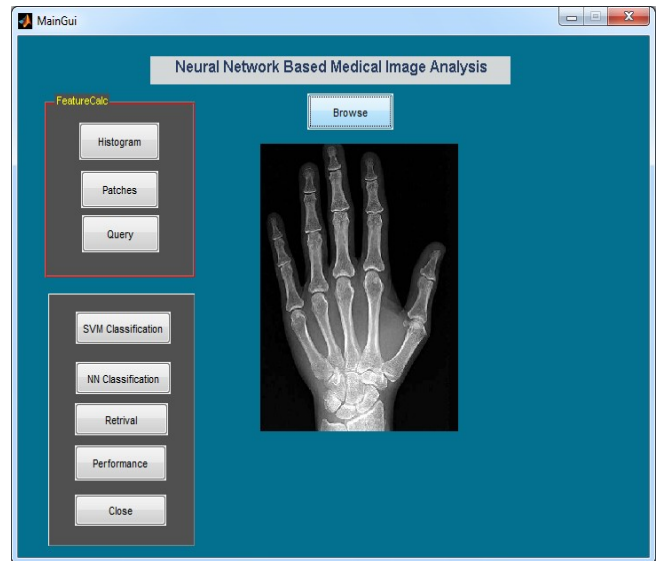 MainGui
Neural Network Based Medical Image Analysis
FeatureCalc
Browse
Histogram
Patches
Query
SVM Classification
NN Classification
Retrival
Performance
Close